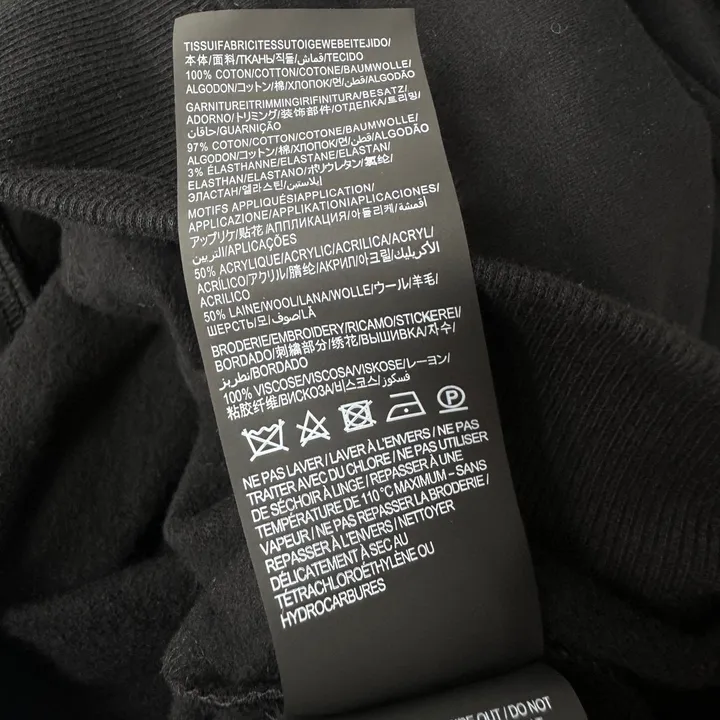 TISSU/FABRIC/TESSUTO/GEWEBE/TEJIDO/
本体/面料/ТКАНЬ/직물/قماش/TECIDO
100% COTON/COTTON/COTONE/BAUMWOLLE/
ALGODON/コットン/棉/ХЛОПОК/면/قطن/ALGODÃO
GARNITURE/TRIMMING/RIFINITURA/BESATZ/
ADORNO/トリミング/装饰部件/ОТДЕЛКА/트리밍/
حافات/GUARNIÇÃO
97% COTON/COTTON/COTONE/BAUMWOLLE/
ALGODON/コットン/棉/ХЛОПОК/면/قطن/ALGODÃO
3% ÉLASTHANNE/ELASTANE/ELASTAN/
ELASTHAN/ELASTANO/ポリウレタン/氨纶/
ЭЛАСТАН/엘라스틴/إيلاستين
MOTIFS APPLIQUÉS/APPLICATION/
APPLICAZIONE/APPLIKATION/APLICACIONES/
アップリケ/贴花/АППЛИКАЦИЯ/아플리케/أقمشة
التزيين/APLICAÇÕES
50% ACRYLIQUE/ACRYLIC/ACRILICA/ACRYL/
ACRÍLICO/アクリル/腈纶/АКРИЛ/아크릴/الأكريليك/
ACRILICO
50% LAINE/WOOL/LANA/WOLLE/ウール/羊毛/
ШЕРСТЬ/모/صوف/LÃ
BRODERIE/EMBROIDERY/RICAMO/STICKEREI/
BORDADO/刺繍部分/绣花/ВЫШИВКА/자수/
تطريز/BORDADO
100% VISCOSE/VISCOSA/VISKOSE/レーヨン/
粘胶纤维/ВИСКОЗА/비스코스/فسكوز
P
NE PAS LAVER / LAVER À L'ENVERS / NE PAS
TRAITER AVEC DU CHLORE / NE PAS UTILISER
DE SÉCHOIR À LINGE / REPASSER À UNE
TEMPÉRATURE DE 110 °C MAXIMUM – SANS
VAPEUR / NE PAS REPASSER LA BRODERIE /
REPASSER À L'ENVERS / NETTOYER
DÉLICATEMENT À SEC AU
TÉTRACHLOROÉTHYLÈNE OU
HYDROCARBURES
OUT / DO NOT